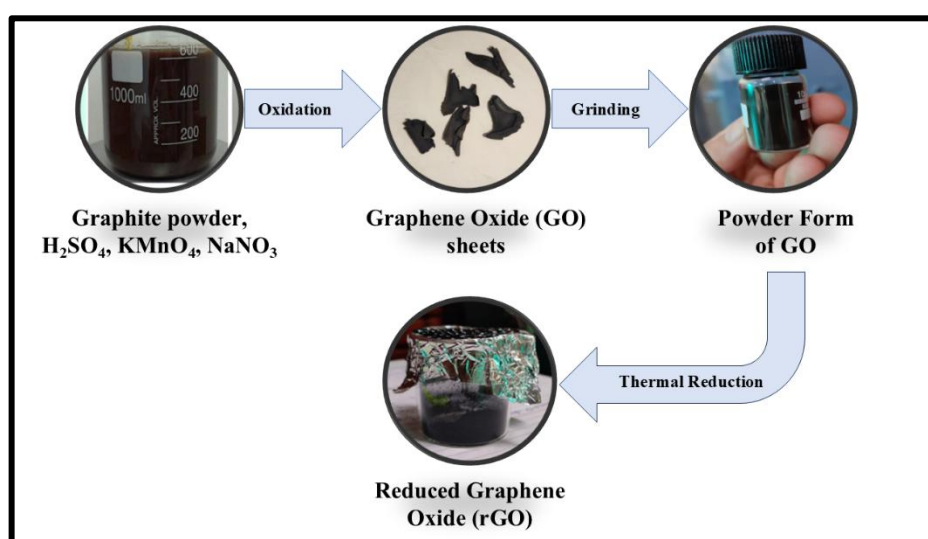 600
1000ml
400
APPROX VOL
200
Oxidation
Grinding
Graphite powder,
H₂SO₄, KMnO₄, NaNO₃
Graphene Oxide (GO)
sheets
Powder Form
of GO
Thermal Reduction
Reduced Graphene
Oxide (rGO)